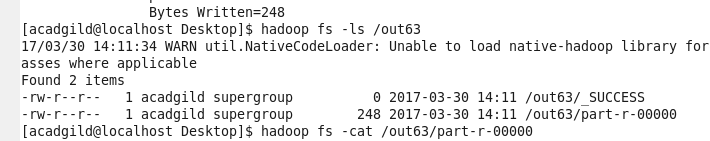 Bytes Written=248
[acadgild@localhost Desktop]$ hadoop fs -ls /out63
17/03/30 14:11:34 WARN util.NativeCodeLoader: Unable to load native-hadoop library for
asses where applicable
Found 2 items
-rw-r--r--   1 acadgild supergroup          0 2017-03-30 14:11 /out63/_SUCCESS
-rw-r--r--   1 acadgild supergroup        248 2017-03-30 14:11 /out63/part-r-00000
[acadgild@localhost Desktop]$ hadoop fs -cat /out63/part-r-00000